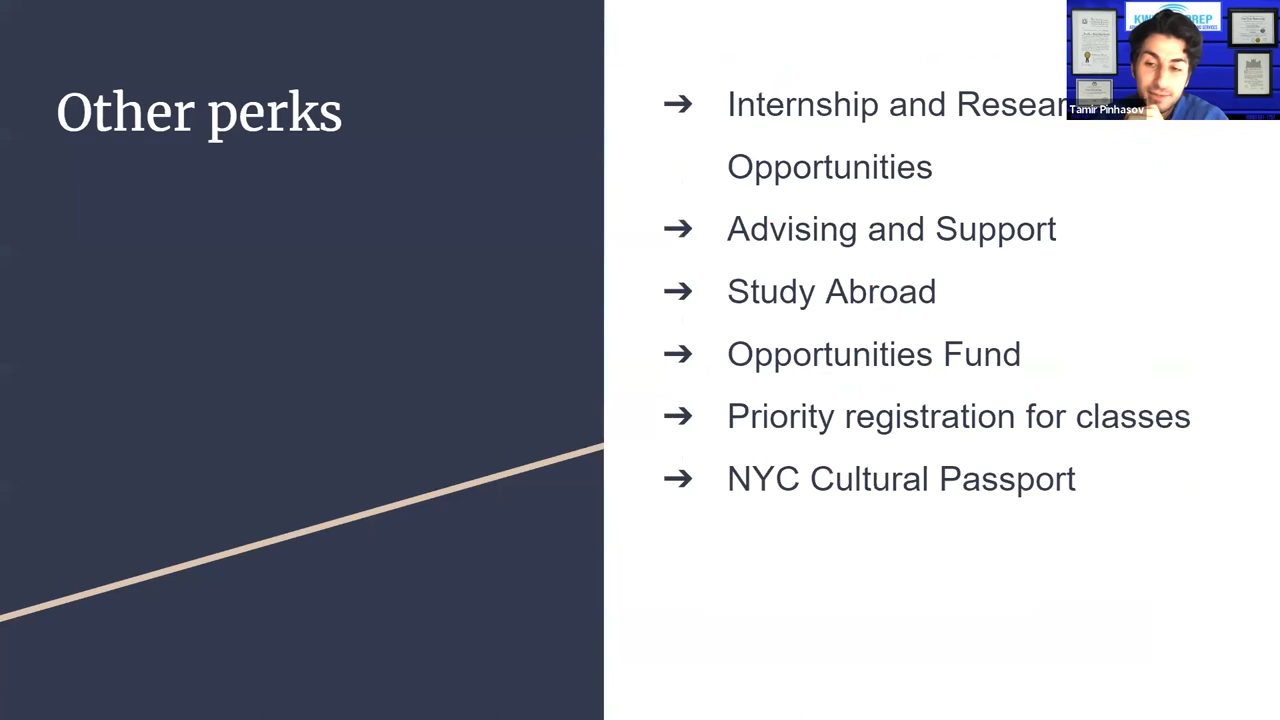 Other perks
➔ Internship and Resear
Opportunities
➔ Advising and Support
➔ Study Abroad
➔ Opportunities Fund
➔ Priority registration for classes
➔ NYC Cultural Passport
Tamir Pinhasov